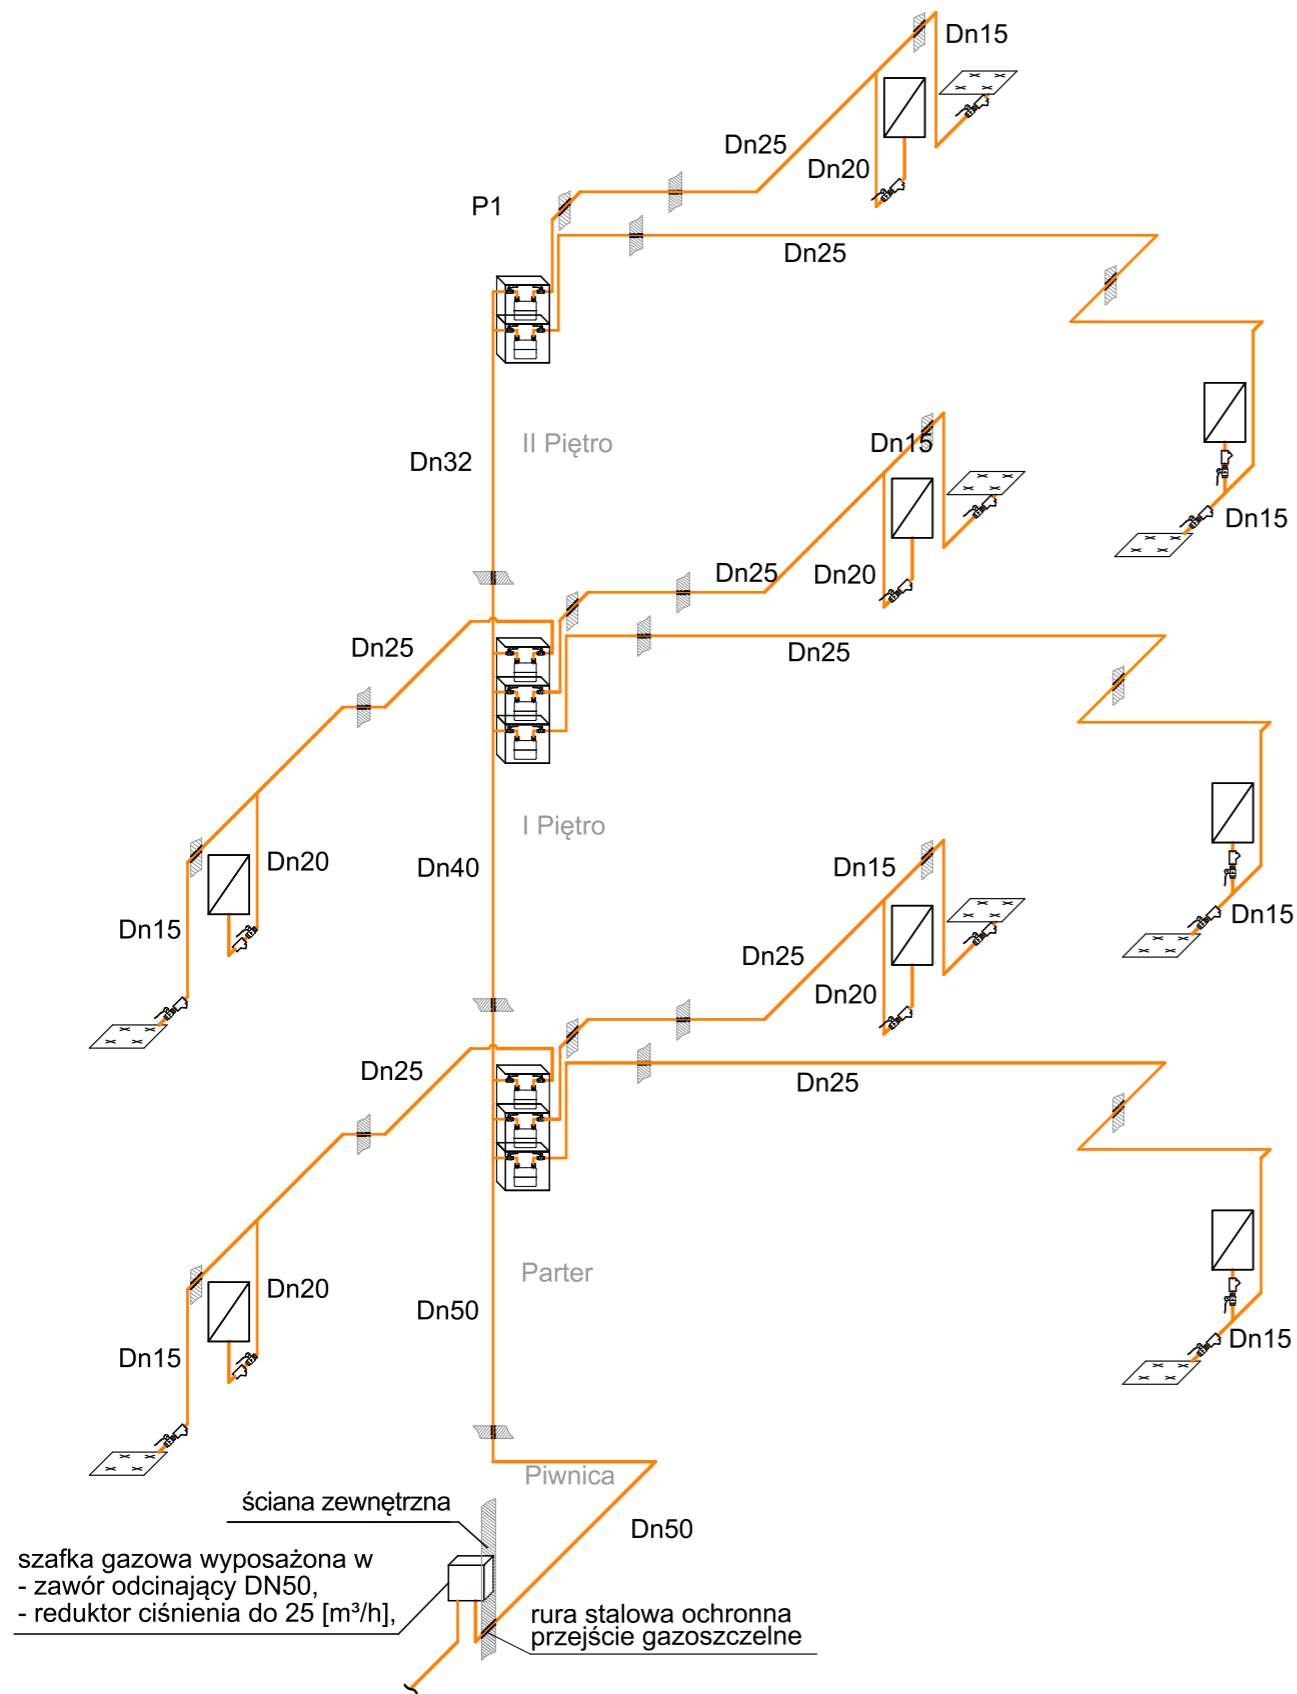 Dn15
Dn25
Dn20
P1
Dn25
II Piętro
Dn15
Dn32
Dn15
Dn25
Dn20
Dn25
Dn25
I Piętro
Dn20
Dn40
Dn15
Dn15
Dn15
Dn25
Dn20
Dn25
Dn25
Parter
Dn20
Dn50
Dn15
Dn15
Piwnica
ściana zewnętrzna
Dn50
szafka gazowa wyposażona w
- zawór odcinający DN50,
- reduktor ciśnienia do 25 [m³/h],
rura stalowa ochronna
przejście gazoszczelne